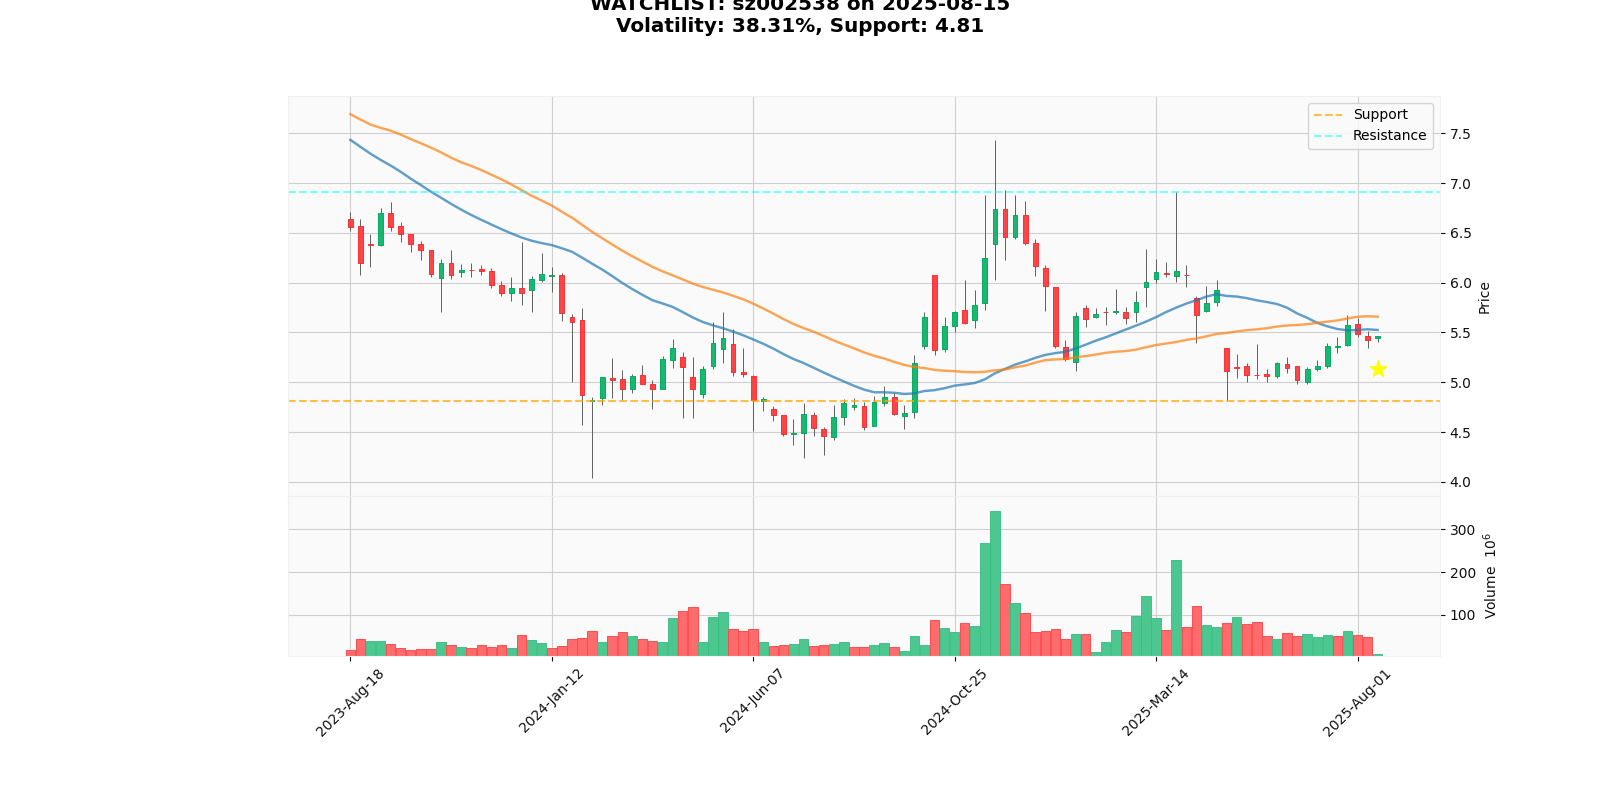 WATCHLIST: sz002538 on 2025-08-15
Volatility: 38.31%, Support: 4.81
Support
Resistance
7.5
7.0
6.5
6.0
5.5
5.0
4.5
4.0
Price
300
200
100
Volume 10⁶
2023-Aug-18
2024-Jan-12
2024-Jun-07
2024-Oct-25
2025-Mar-14
2025-Aug-01